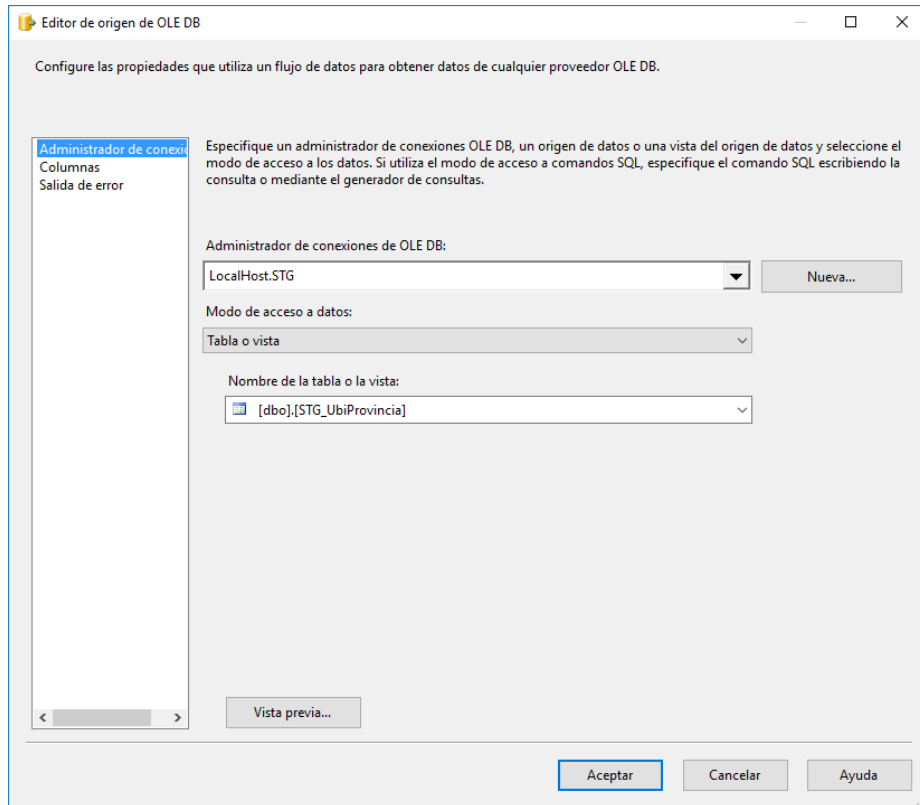 Editor de origen de OLE DB
Configure las propiedades que utiliza un flujo de datos para obtener datos de cualquier proveedor OLE DB.
Administrador de conexi
Columnas
Salida de error
Especifique un administrador de conexiones OLE DB, un origen de datos o una vista del origen de datos y seleccione el
modo de acceso a los datos. Si utiliza el modo de acceso a comandos SQL, especifique el comando SQL escribiendo la
consulta o mediante el generador de consultas.
Administrador de conexiones de OLE DB:
LocalHost.STG
Nueva...
Modo de acceso a datos:
Tabla o vista
Nombre de la tabla o la vista:
[dbo].[STG_UbiProvincia]
Vista previa...
Aceptar
Cancelar
Ayuda